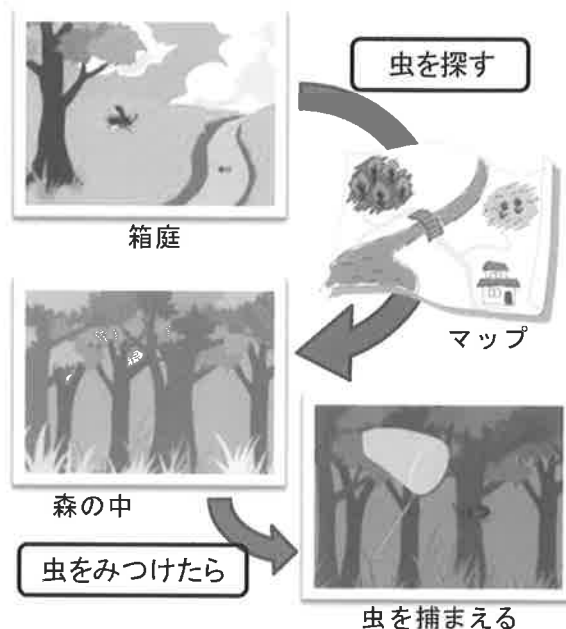 虫を探す
箱庭
マップ
森の中
虫をみつけたら
虫を捕まえる